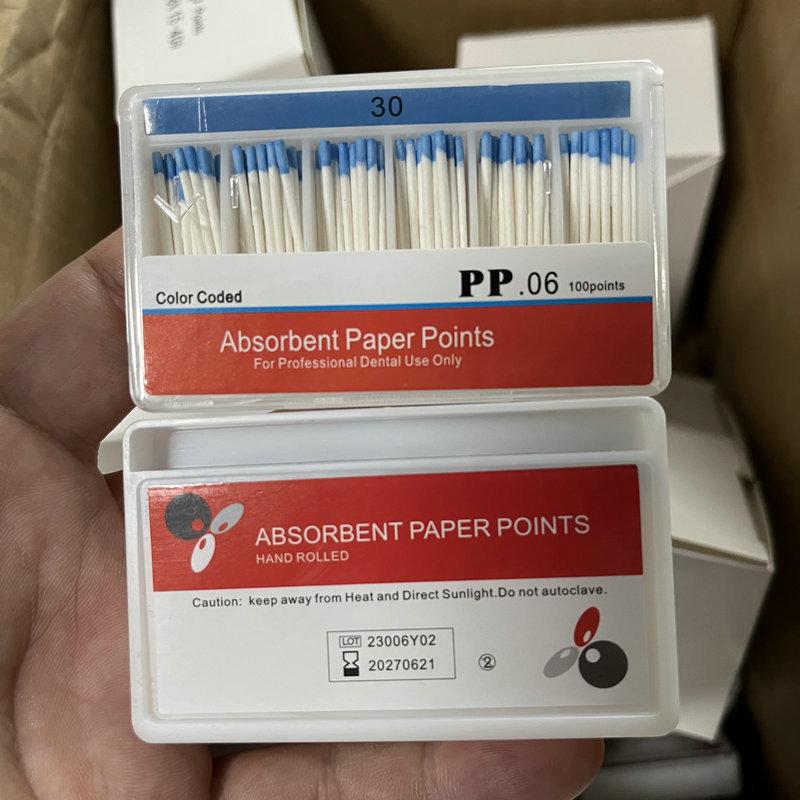 30
Color Coded
PP.06 100points
Absorbent Paper Points
For Professional Dental Use Only
ABSORBENT PAPER POINTS
HAND ROLLED
Caution: keep away from Heat and Direct Sunlight.Do not autoclave.
LOT 23006Y02
20270621
②